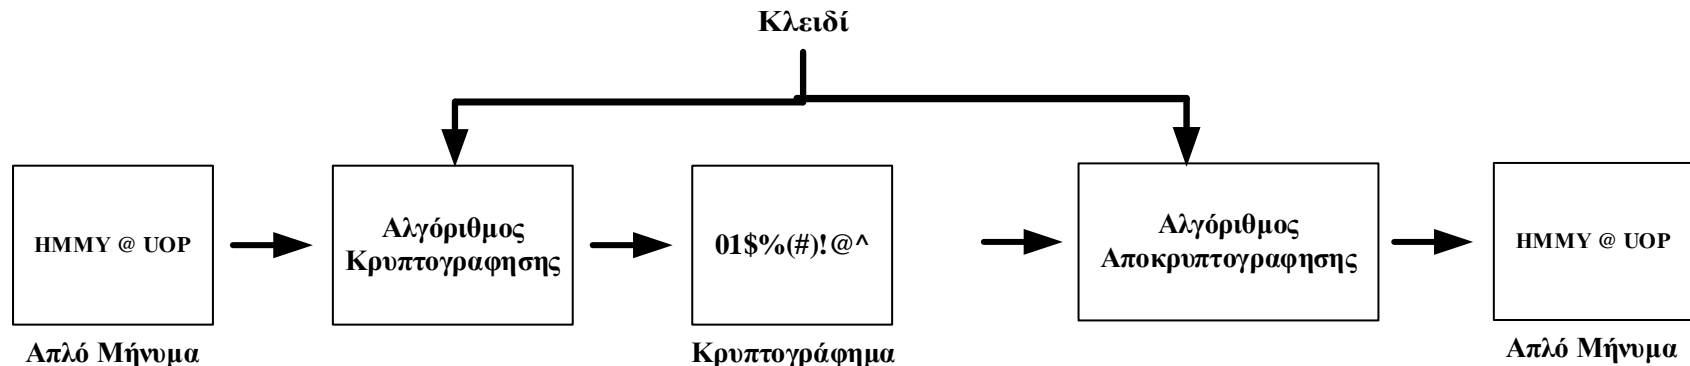 Κλειδί
HMMY @ UOP
Αλγόριθμος
Κρυπτογραφησης
01$%(#)!@^
Αλγόριθμος
Αποκρυπτογραφησης
HMMY @ UOP
Απλό Μήνυμα
Κρυπτογράφημα
Απλό Μήνυμα